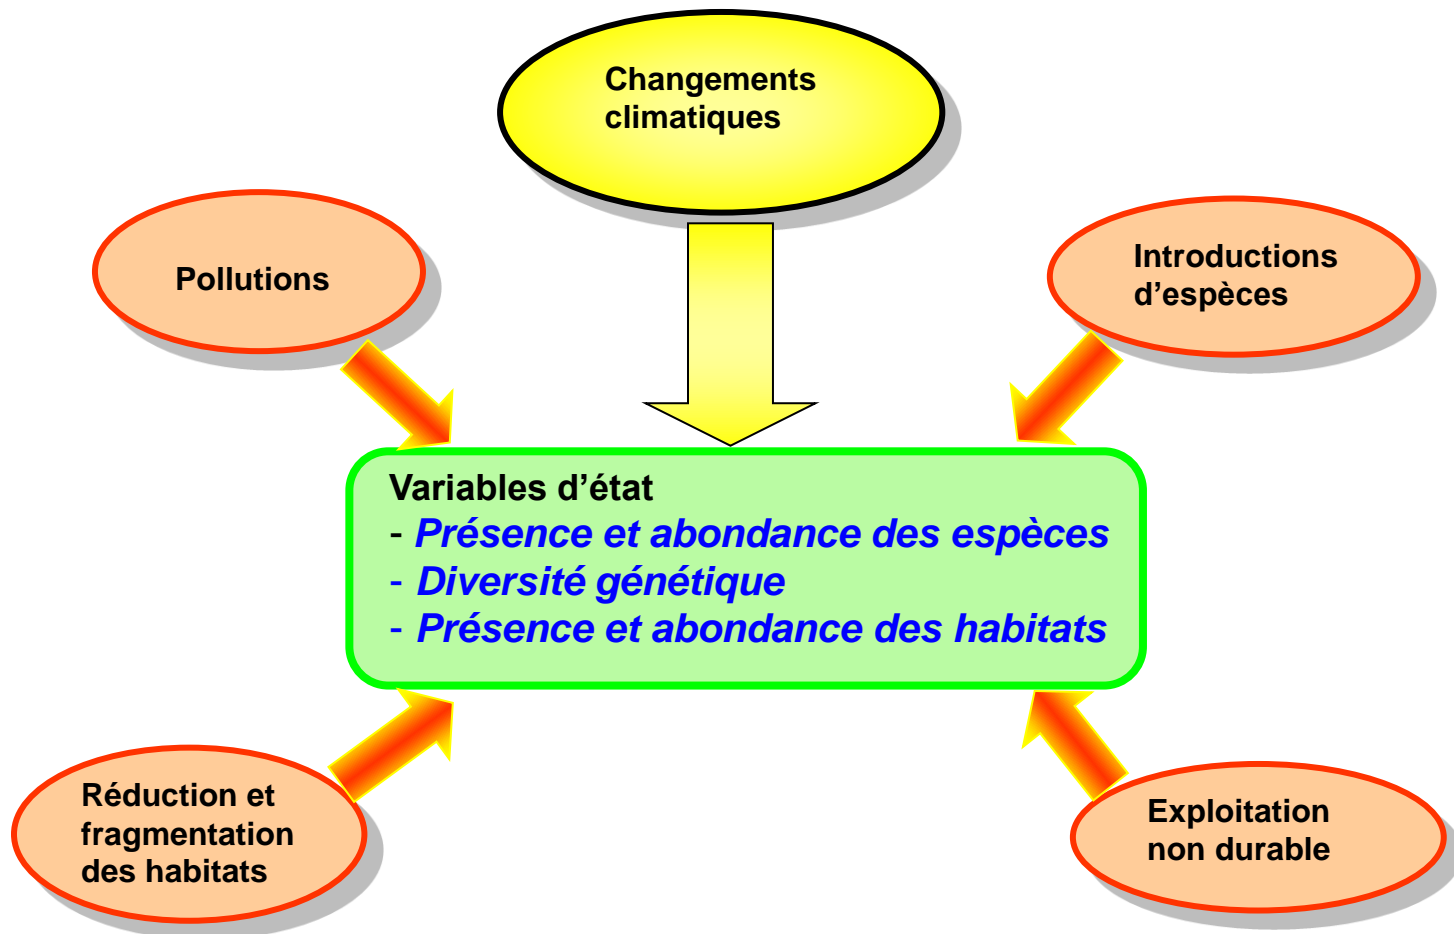 Changements
climatiques
Pollutions
Introductions
d’espèces
Variables d’état
- Présence et abondance des espèces
- Diversité génétique
- Présence et abondance des habitats
Réduction et
fragmentation
des habitats
Exploitation
non durable